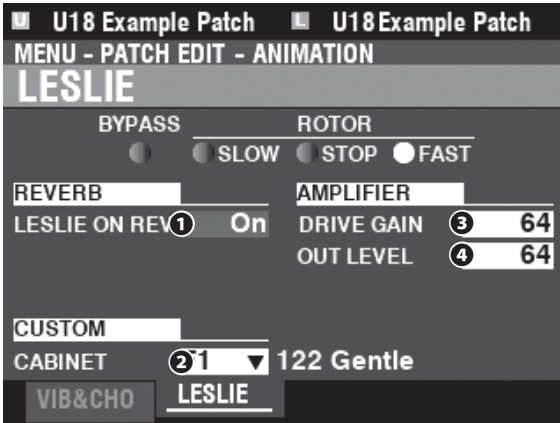 U U18 Example Patch L U18 Example Patch
MENU - PATCH EDIT - ANIMATION
LESLIE
BYPASS ROTOR
SLOW STOP FAST
REVERB AMPLIFIER
LESLIE ON REV 1 On DRIVE GAIN 3 64
OUT LEVEL 4 64
CUSTOM
CABINET 2 1 ▼ 122 Gentle
VIB&CHO LESLIE